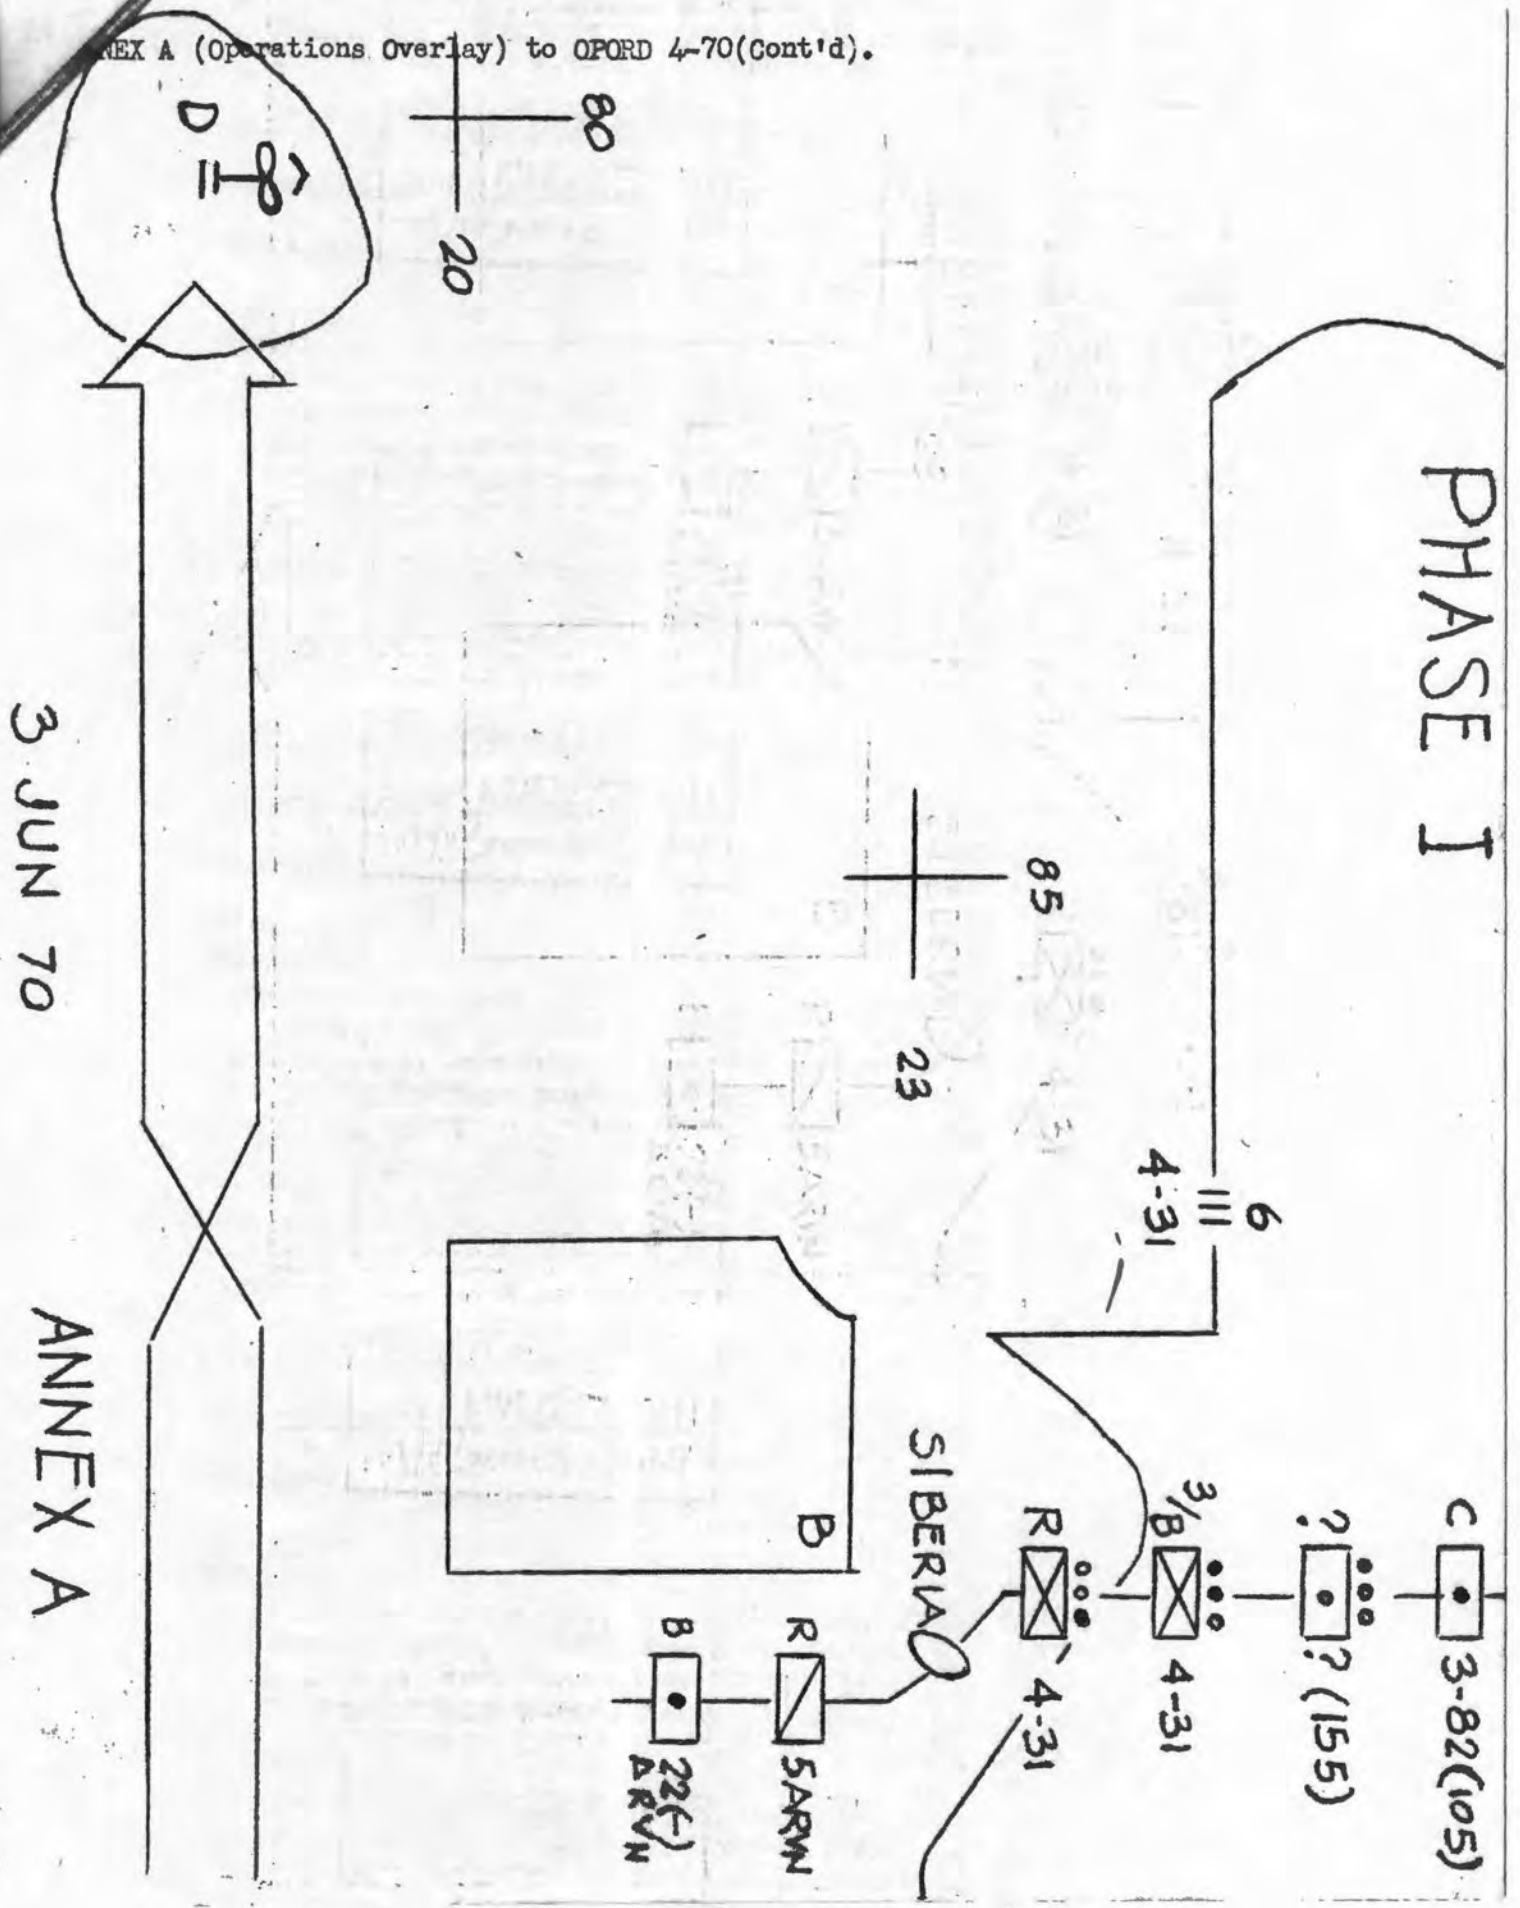 NEX A (Operations Overlay) to OPORD 4-70(Cont'd).
PHASE I
C 3-82(105)
? ?(155)
3/B 4-31
R 4-31
6
4-31
SIBERIA
R 5ARVN
B 22(-)
ARVN
85
23
B
80
20
D
3 JUN 70
ANNEX A